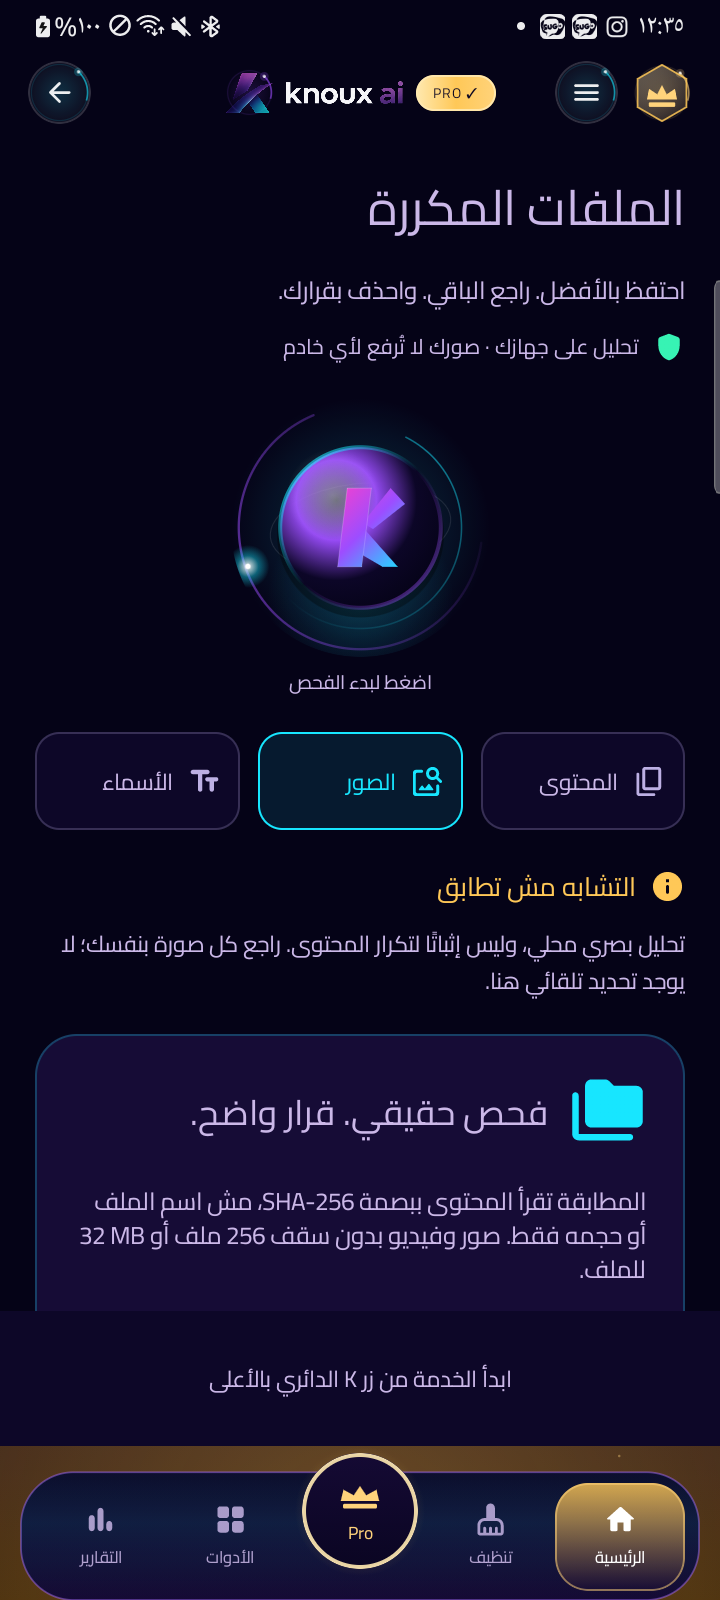 ١٢:٣٥
%١٠٠
knoux ai
PRO ✓
الملفات المكررة
احتفظ بالأفضل. راجع الباقي. واحذف بقرارك.
تحليل على جهازك · صورك لا تُرفع لأي خادم
اضغط لبدء الفحص
المحتوى
الصور
الأسماء
التشابه مش تطابق
تحليل بصري محلي، وليس إثباتًا لتكرار المحتوى. راجع كل صورة بنفسك؛ لا
يوجد تحديد تلقائي هنا.
فحص حقيقي. قرار واضح.
المطابقة تقرأ المحتوى ببصمة SHA-256، مش اسم الملف
أو حجمه فقط. صور وفيديو بدون سقف 256 ملف أو 32 MB
للملف.
ابدأ الخدمة من زر K الدائري بالأعلى
الرئيسية
تنظيف
Pro
الأدوات
التقارير